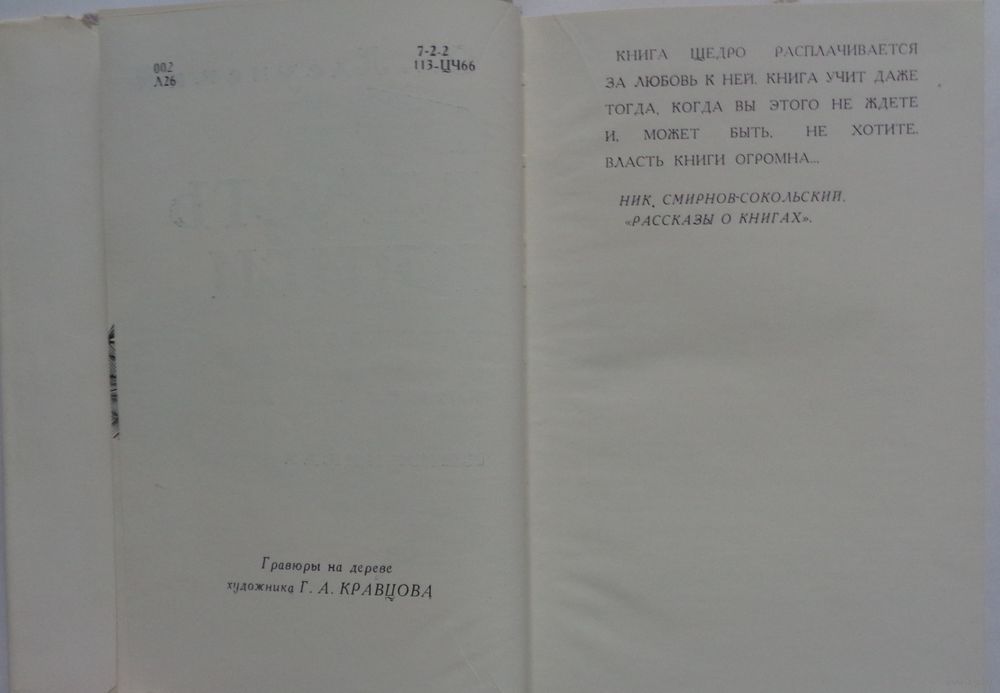 002
Л26
7-2-2
113-ЦЧ66
Гравюры на дереве
художника Г. А. КРАВЦОВА
КНИГА ЩЕДРО РАСПЛАЧИВАЕТСЯ
ЗА ЛЮБОВЬ К НЕЙ. КНИГА УЧИТ ДАЖЕ
ТОГДА, КОГДА ВЫ ЭТОГО НЕ ЖДЕТЕ
И, МОЖЕТ БЫТЬ, НЕ ХОТИТЕ.
ВЛАСТЬ КНИГИ ОГРОМНА...
НИК. СМИРНОВ-СОКОЛЬСКИЙ.
«РАССКАЗЫ О КНИГАХ».